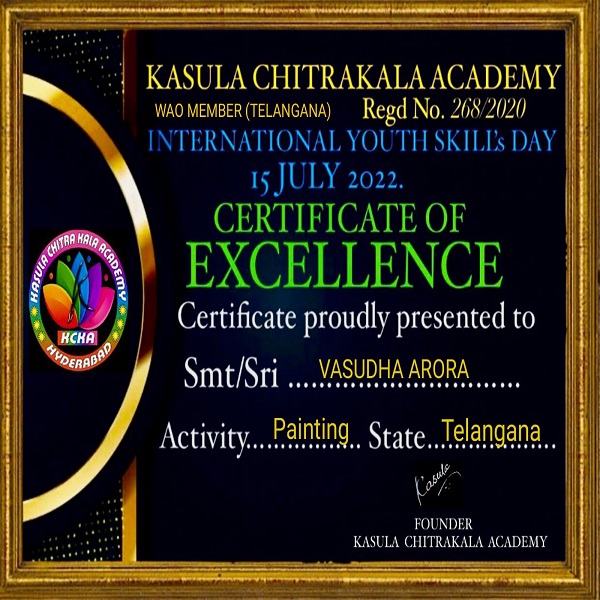 KASULA CHITRAKALA ACADEMY
WAO MEMBER (TELANGANA) Regd No. 268/2020
INTERNATIONAL YOUTH SKILL's DAY
15 JULY 2022.
CERTIFICATE OF
EXCELLENCE
Certificate proudly presented to
Smt/Sri ...VASUDHA ARORA...
Activity...Painting... State...Telangana...
KAKULA CHITRA KALA ACADEMY
KCKA
HYDERABAD
Kasula
FOUNDER
KASULA CHITRAKALA ACADEMY